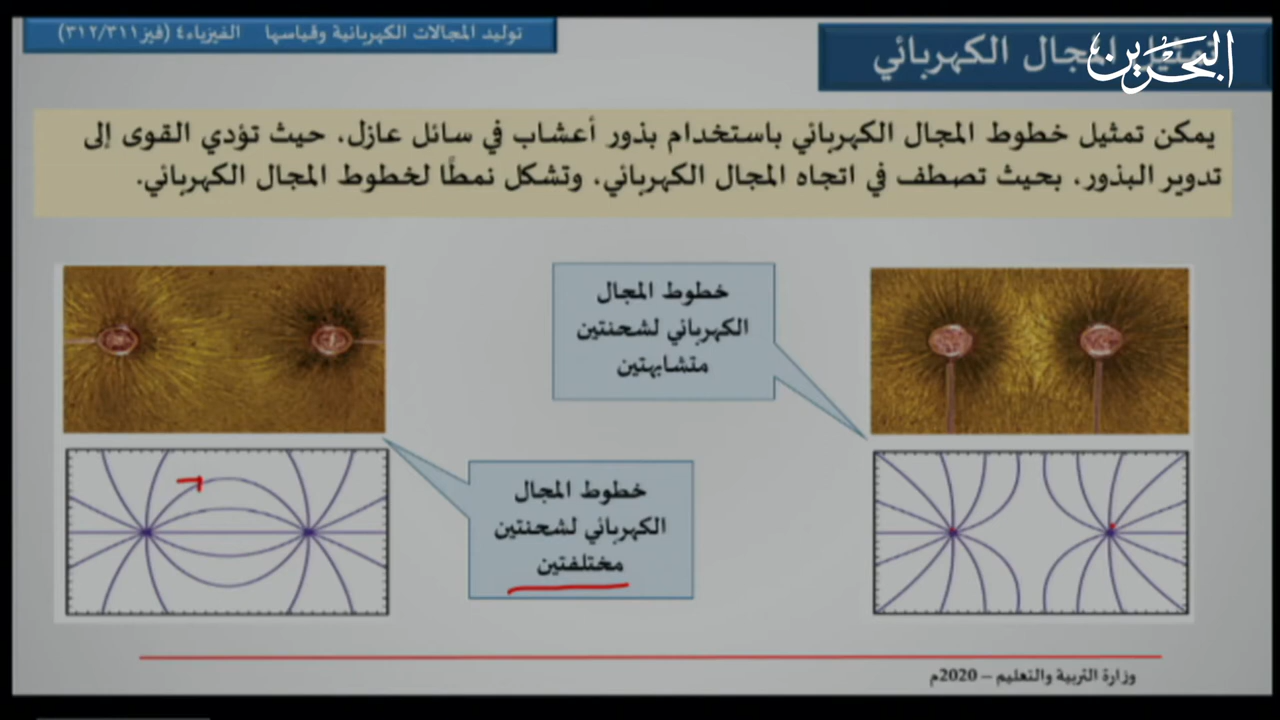 توليد المجالات الكهربائية وقياسها الفيزياء٤ (فيز٣١١/٣١٢)
تمثيل المجال الكهربائي
البحرين
يمكن تمثيل خطوط المجال الكهربائي باستخدام بذور أعشاب في سائل عازل، حيث تؤدي القوى إلى
تدوير البذور، بحيث تصطف في اتجاه المجال الكهربائي، وتشكل نمطًا لخطوط المجال الكهربائي.
خطوط المجال
الكهربائي لشحنتين
متشابهتين
خطوط المجال
الكهربائي لشحنتين
مختلفتين
وزارة التربية والتعليم – 2020م